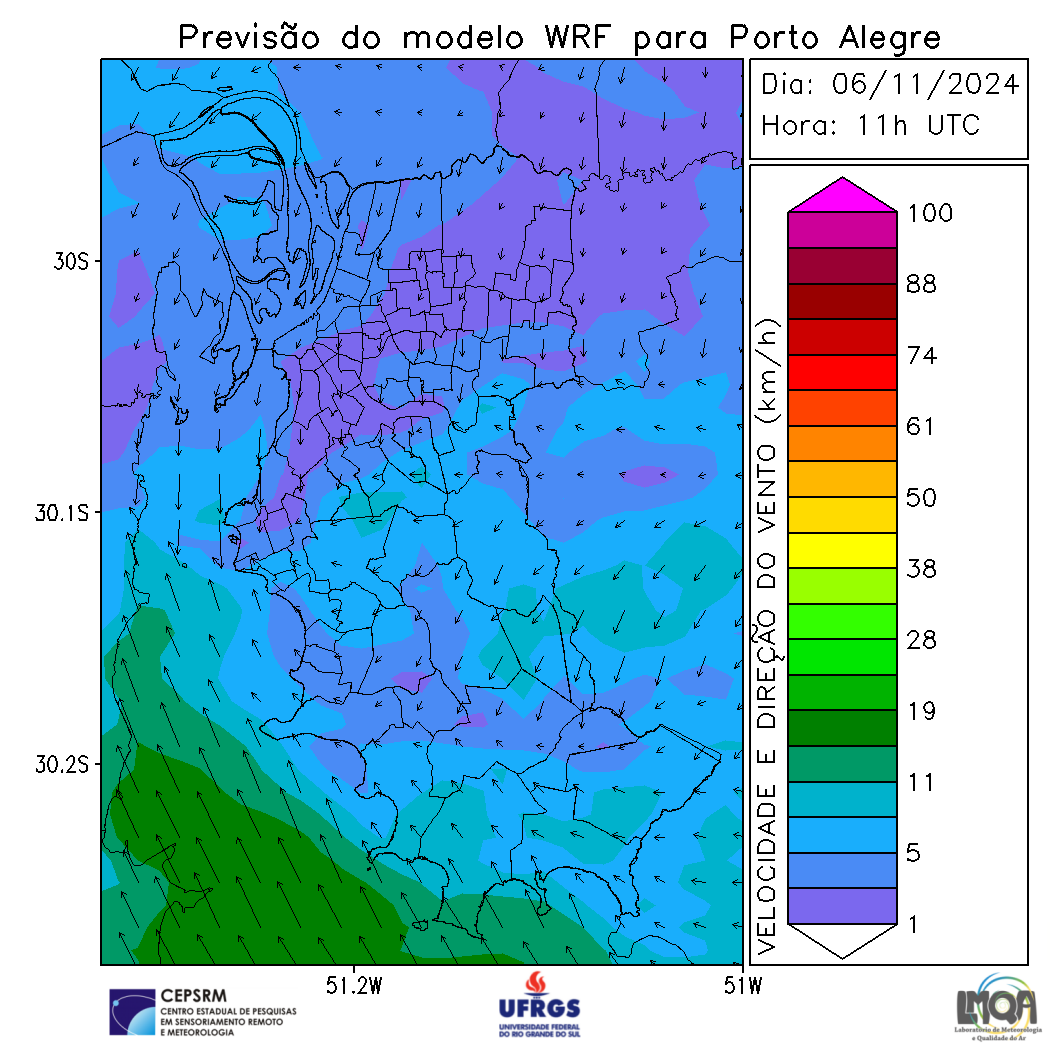 Previsão do modelo WRF para Porto Alegre
Dia: 06/11/2024
Hora: 11h UTC
30S
30.1S
30.2S
51.2W
51W
VELOCIDADE E DIREÇÃO DO VENTO (km/h)
100
88
74
61
50
38
28
19
11
5
1
CEPSRM
CENTRO ESTADUAL DE PESQUISAS
EM SENSORIAMENTO REMOTO
E METEOROLOGIA
UFRGS
UNIVERSIDADE FEDERAL
DO RIO GRANDE DO SUL
LMQA
Laboratório de Meteorologia
e Qualidade do Ar